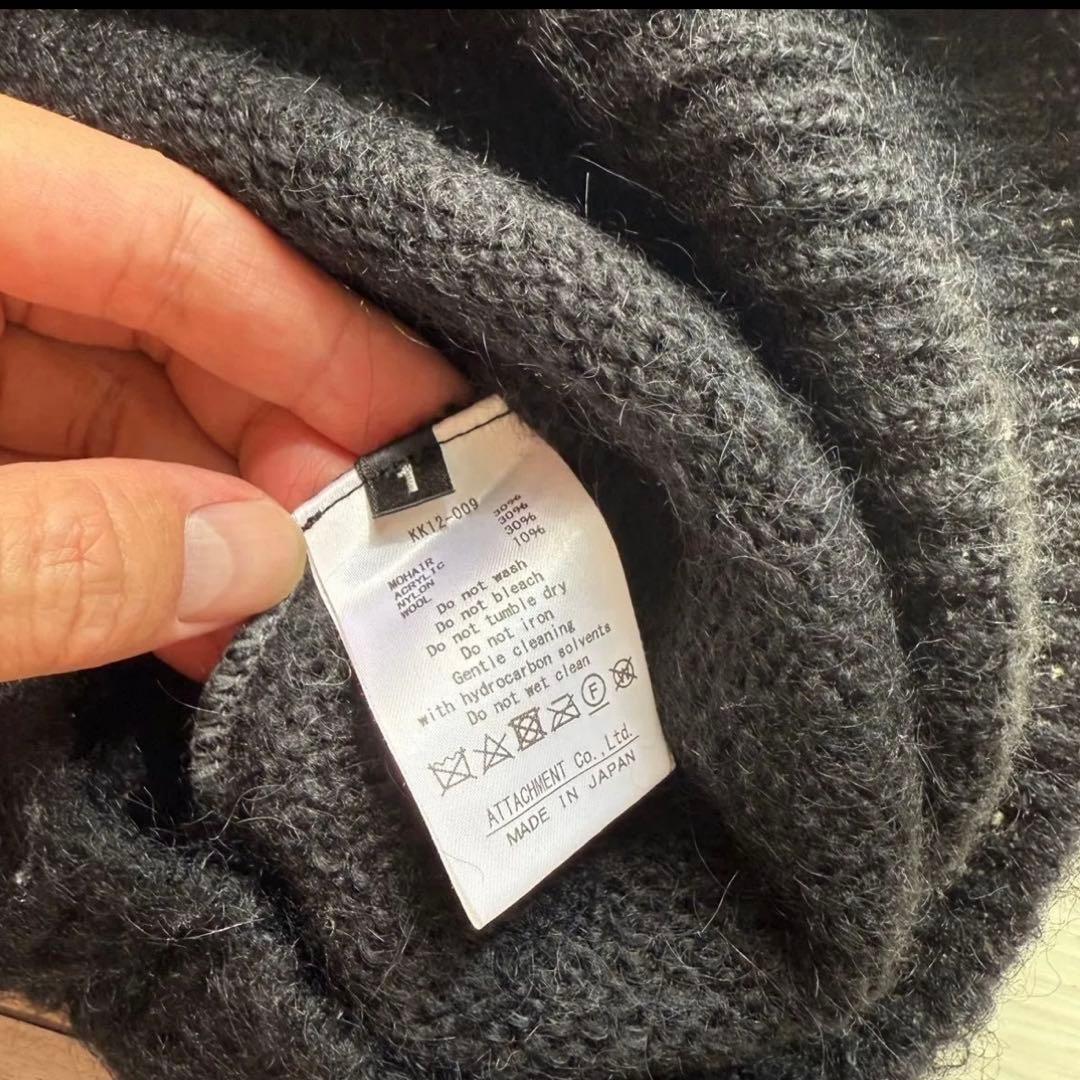 1
KK12-009
MOHAIR 30%
ACRYLIC 30%
NYLON 30%
WOOL 10%
Do not wash
Do not bleach
Do not tumble dry
Do not iron
Gentle cleaning
with hydrocarbon solvents
Do not wet clean
F W
ATTACHMENT Co.,Ltd.
MADE IN JAPAN